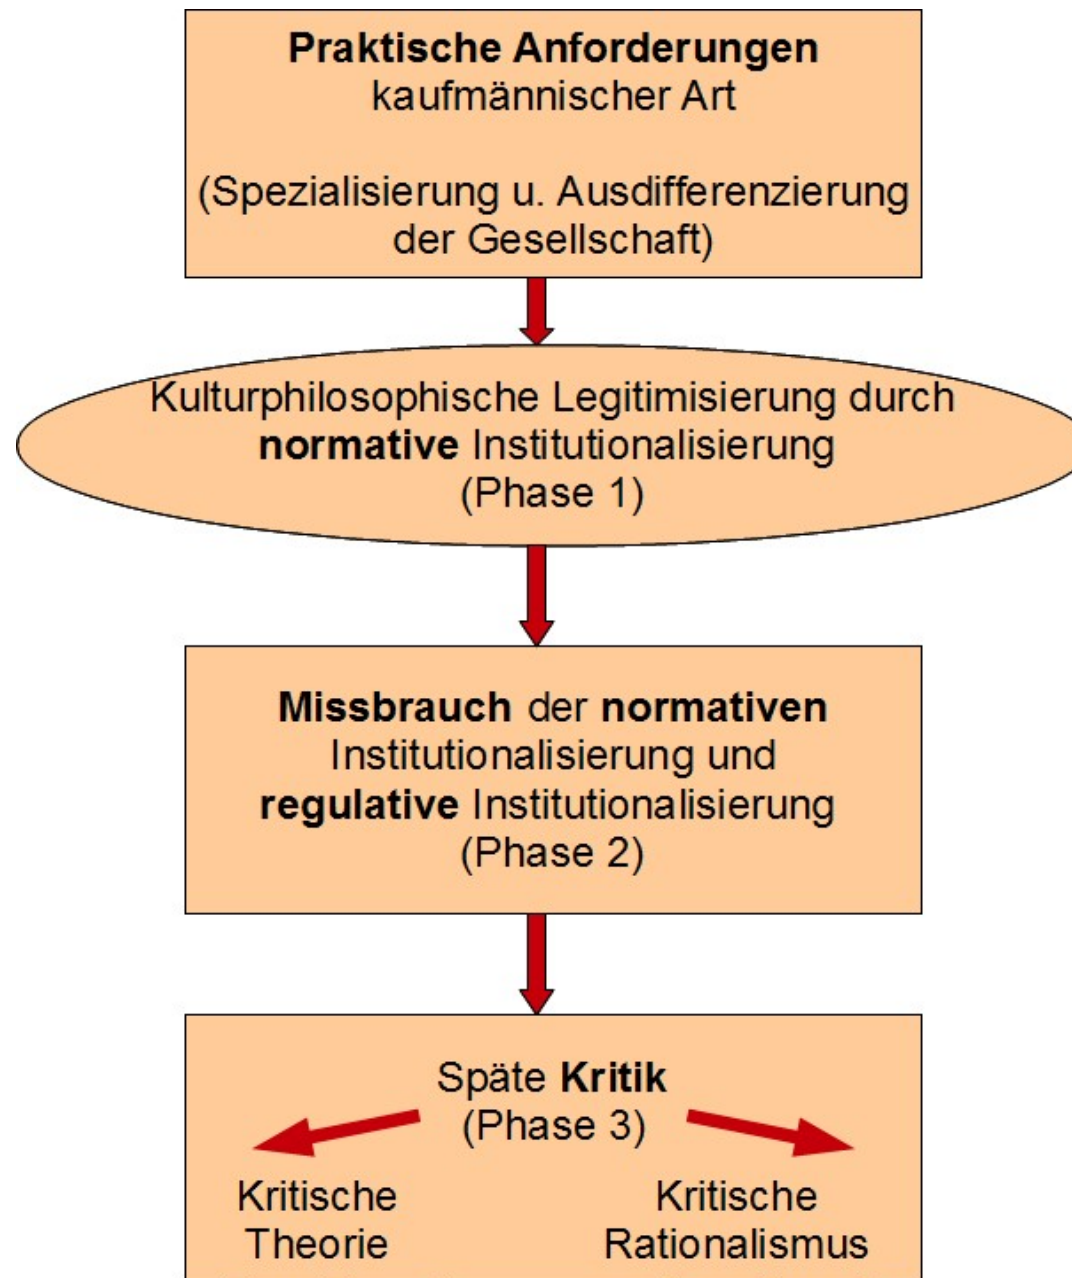 Praktische Anforderungen
kaufmännischer Art
(Spezialisierung u. Ausdifferenzierung
der Gesellschaft)
Kulturphilosophische Legitimisierung durch
normative Institutionalisierung
(Phase 1)
Missbrauch der normativen
Institutionalisierung und
regulative Institutionalisierung
(Phase 2)
Späte Kritik
(Phase 3)
Kritische
Theorie
Kritische
Rationalismus